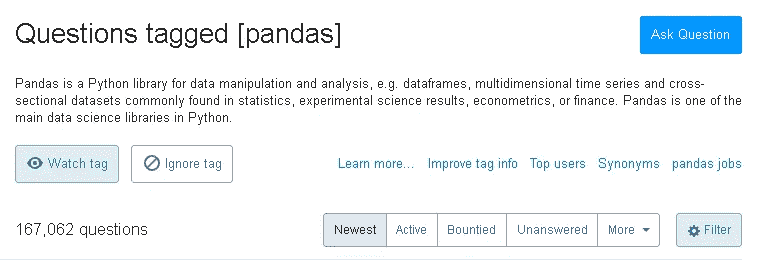 Questions tagged [pandas]
Ask Question
Pandas is a Python library for data manipulation and analysis, e.g. dataframes, multidimensional time series and cross-
sectional datasets commonly found in statistics, experimental science results, econometrics, or finance. Pandas is one of the
main data science libraries in Python.
Watch tag Ignore tag Learn more... Improve tag info Top users Synonyms pandas jobs
167,062 questions Newest Active Bountied Unanswered More Filter